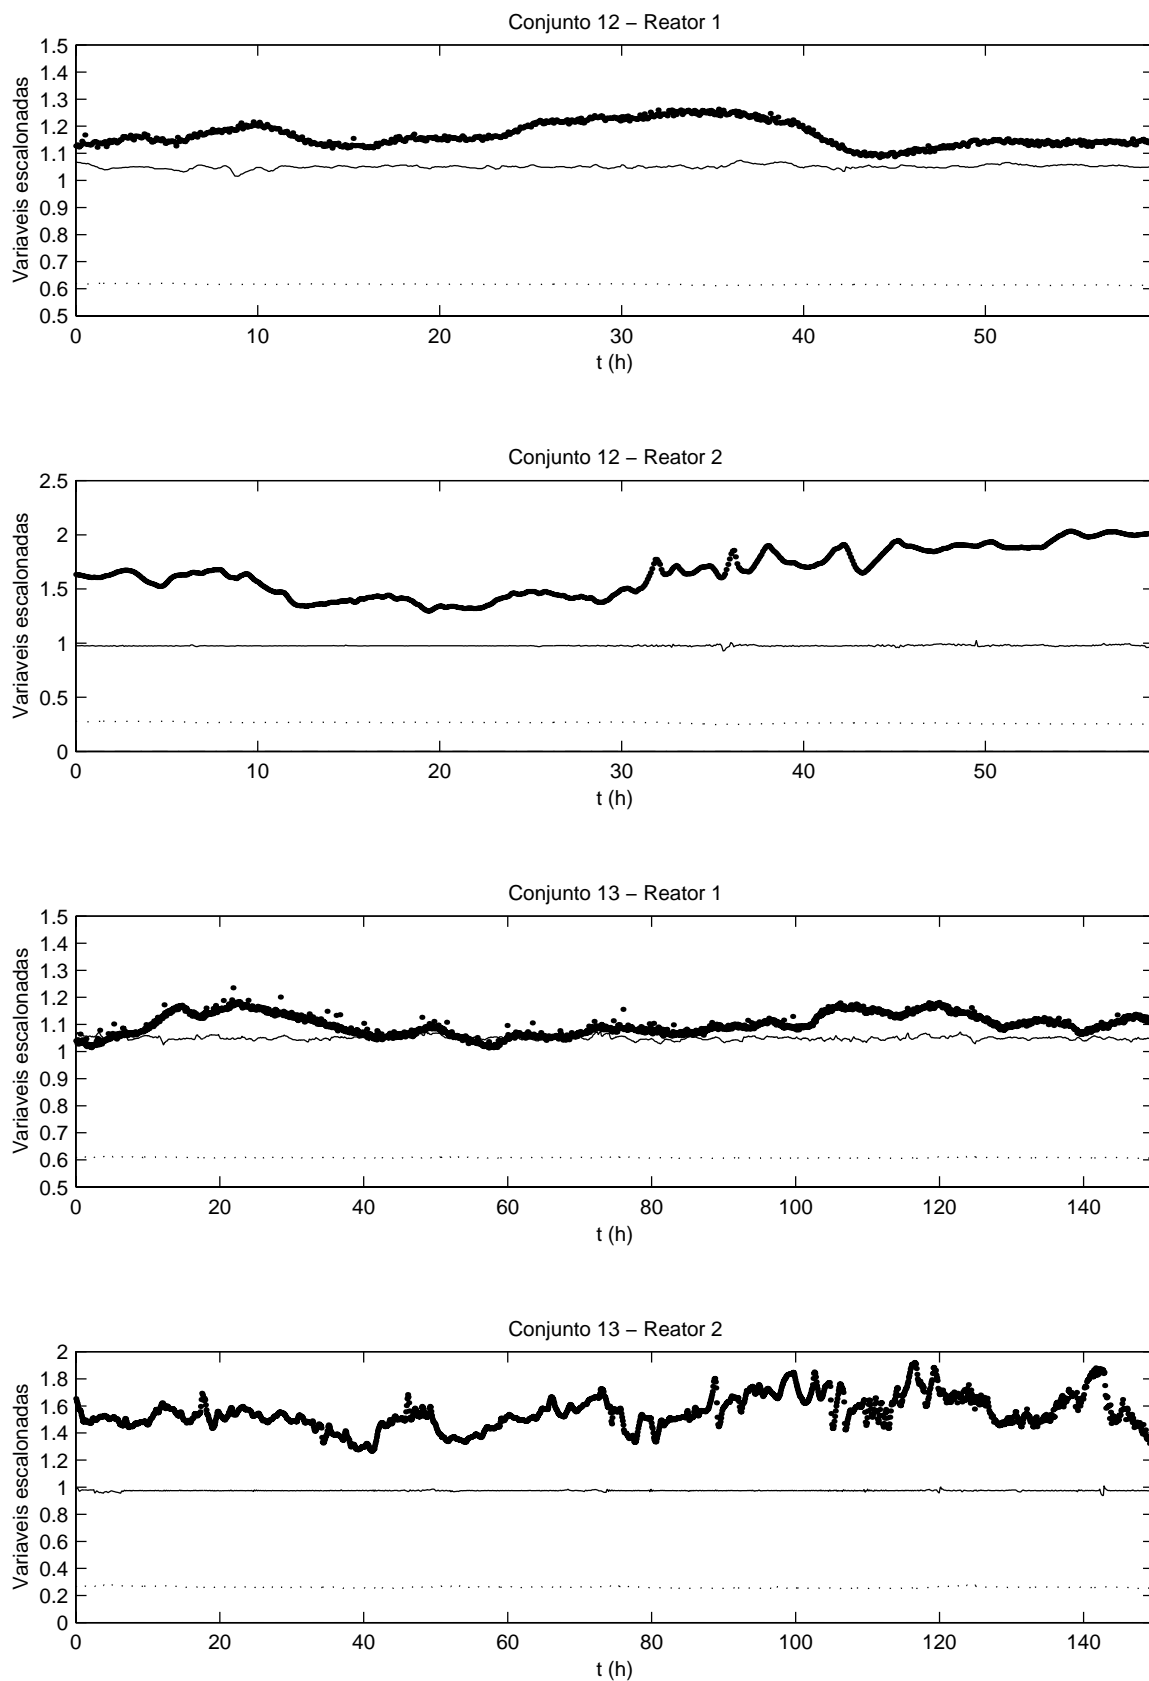 Conjunto 12 – Reator 1
Variaveis escalonadas
1.5
1.4
1.3
1.2
1.1
1
0.9
0.8
0.7
0.6
0.5
0 10 20 30 40 50
t (h)
Conjunto 12 – Reator 2
Variaveis escalonadas
2.5
2
1.5
1
0.5
0
0 10 20 30 40 50
t (h)
Conjunto 13 – Reator 1
Variaveis escalonadas
1.5
1.4
1.3
1.2
1.1
1
0.9
0.8
0.7
0.6
0.5
0 20 40 60 80 100 120 140
t (h)
Conjunto 13 – Reator 2
Variaveis escalonadas
2
1.8
1.6
1.4
1.2
1
0.8
0.6
0.4
0.2
0
0 20 40 60 80 100 120 140
t (h)